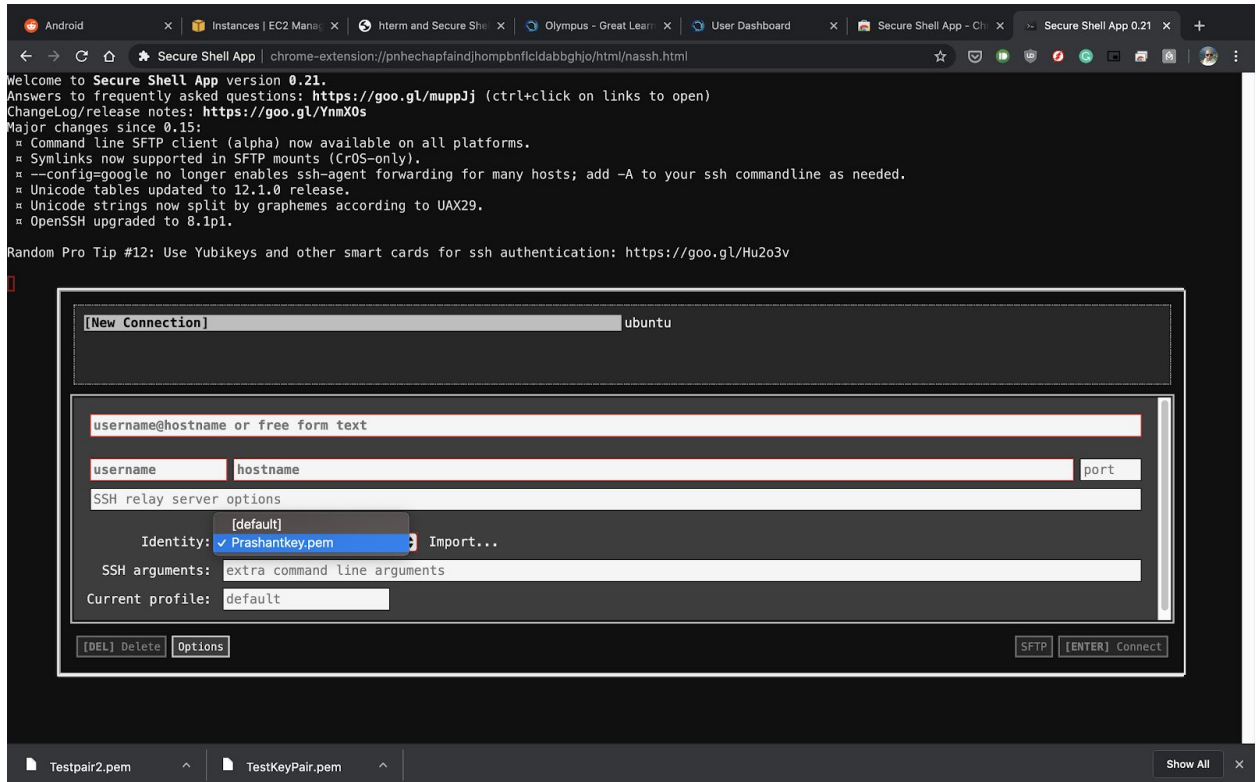 Android
Instances | EC2 Manag
hterm and Secure She
Olympus - Great Learn
User Dashboard
Secure Shell App - Ch
Secure Shell App 0.21
Secure Shell App | chrome-extension://pnhechapfaindjhompbnflcldabbghjo/html/nassh.html
Welcome to Secure Shell App version 0.21.
Answers to frequently asked questions: https://goo.gl/muppJj (ctrl+click on links to open)
ChangeLog/release notes: https://goo.gl/YnmXOs
Major changes since 0.15:
¤ Command line SFTP client (alpha) now available on all platforms.
¤ Symlinks now supported in SFTP mounts (CrOS-only).
¤ --config=google no longer enables ssh-agent forwarding for many hosts; add -A to your ssh commandline as needed.
¤ Unicode tables updated to 12.1.0 release.
¤ Unicode strings now split by graphemes according to UAX29.
¤ OpenSSH upgraded to 8.1p1.
Random Pro Tip #12: Use Yubikeys and other smart cards for ssh authentication: https://goo.gl/Hu2o3v
[New Connection] ubuntu
username@hostname or free form text
username hostname port
SSH relay server options
[default]
Identity: ✓ Prashantkey.pem Import...
SSH arguments: extra command line arguments
Current profile: default
[DEL] Delete Options SFTP [ENTER] Connect
Testpair2.pem TestKeyPair.pem Show All